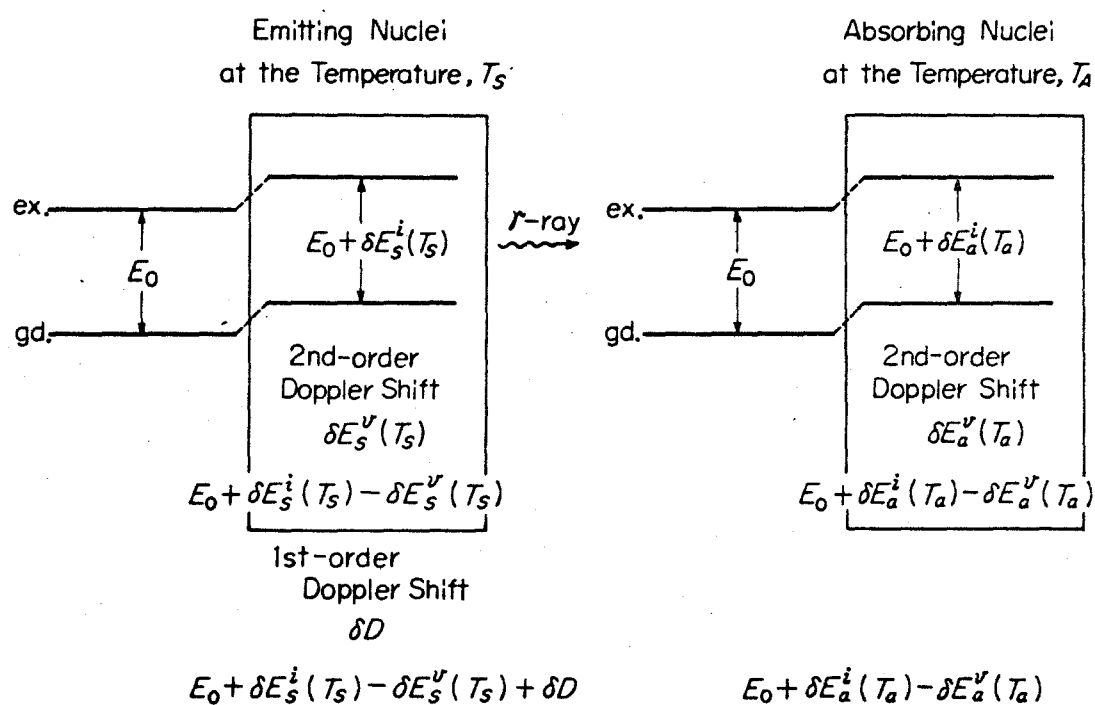 Emitting Nuclei
at the Temperature, Ts
ex.
E₀
gd.
E₀ + δEₛⁱ(Tₛ)
2nd-order
Doppler Shift
δEₛᵛ(Tₛ)
E₀ + δEₛⁱ(Tₛ) − δEₛᵛ(Tₛ)
1st-order
Doppler Shift
δD
E₀ + δEₛⁱ(Tₛ) − δEₛᵛ(Tₛ) + δD
γ-ray
Absorbing Nuclei
at the Temperature, T_A
ex.
E₀
gd.
E₀ + δEₐⁱ(Tₐ)
2nd-order
Doppler Shift
δEₐᵛ(Tₐ)
E₀ + δEₐⁱ(Tₐ) − δEₐᵛ(Tₐ)
E₀ + δEₐⁱ(Tₐ) − δEₐᵛ(Tₐ)